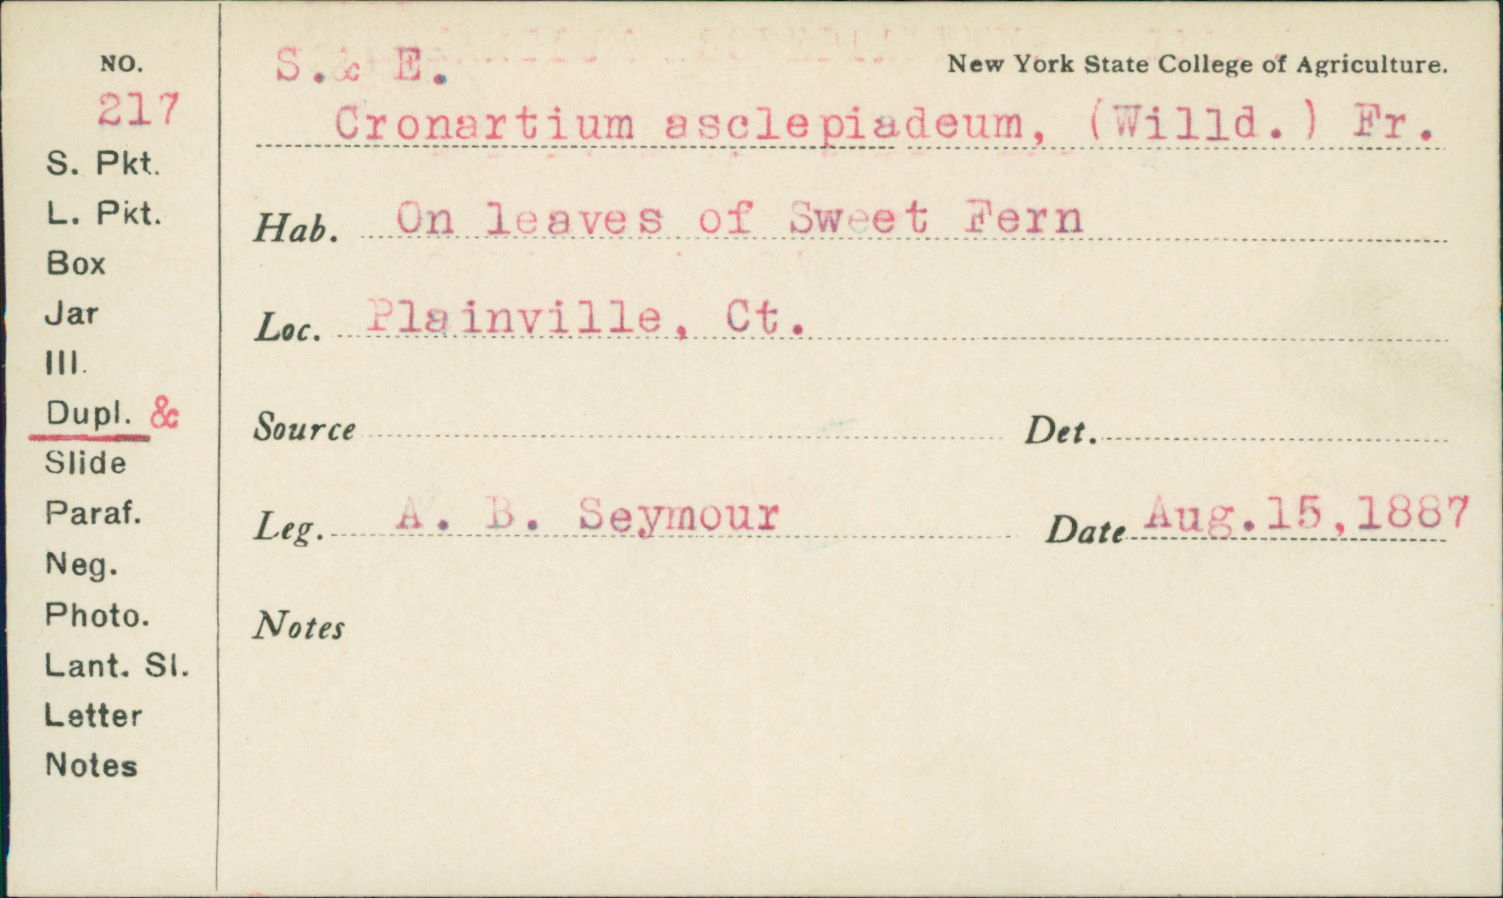 NO.
217
S. Pkt.
L. Pkt.
Box
Jar
Ill.
Dupl. &
Slide
Paraf.
Neg.
Photo.
Lant. Sl.
Letter
Notes
S. & E.
New York State College of Agriculture.
Cronartium asclepiadeum, (Willd.) Fr.
Hab. On leaves of Sweet Fern
Loc. Plainville, Ct.
Source Det.
Leg. A. B. Seymour Date Aug.15,1887
Notes